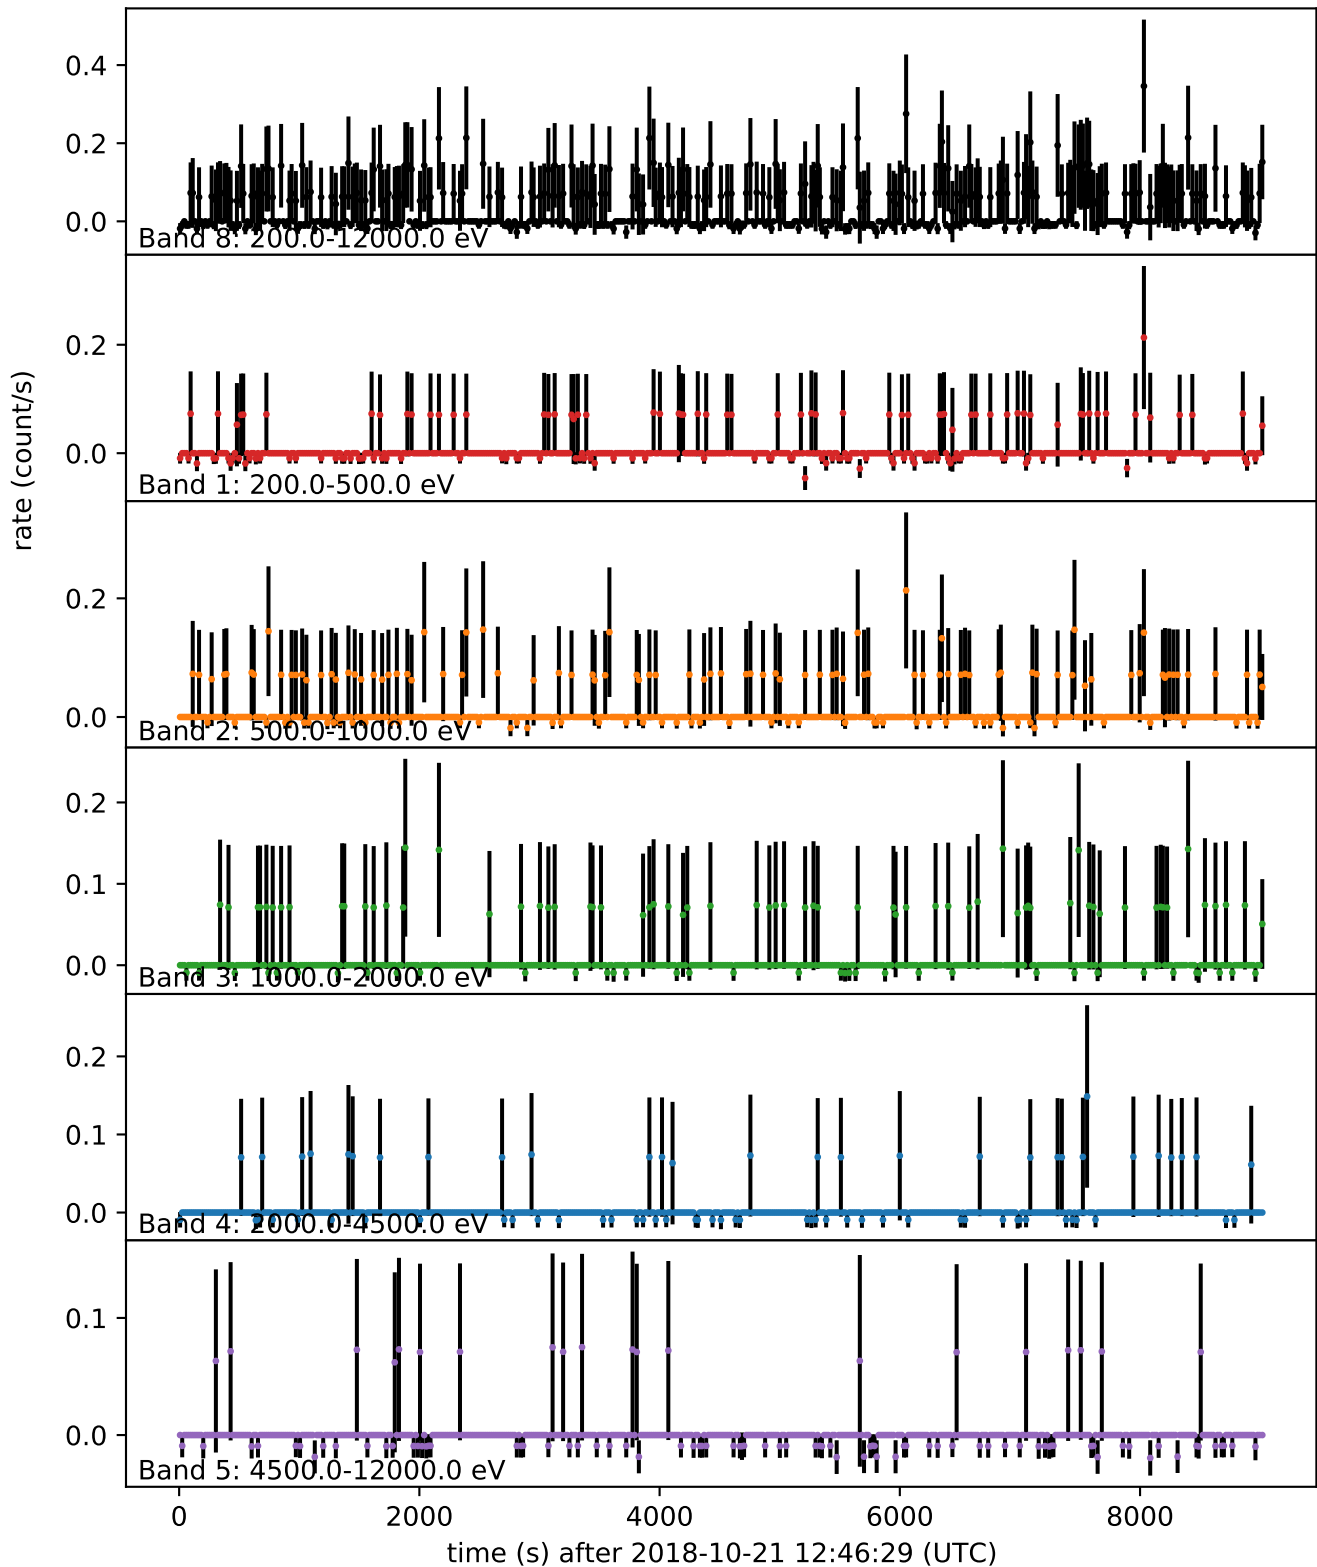 0.4
0.2
0.0
Band 8: 200.0-12000.0 eV
0.2
0.0
Band 1: 200.0-500.0 eV
rate (count/s)
0.2
0.0
Band 2: 500.0-1000.0 eV
0.2
0.1
0.0
Band 3: 1000.0-2000.0 eV
0.2
0.1
0.0
Band 4: 2000.0-4500.0 eV
0.1
0.0
Band 5: 4500.0-12000.0 eV
0 2000 4000 6000 8000
time (s) after 2018-10-21 12:46:29 (UTC)